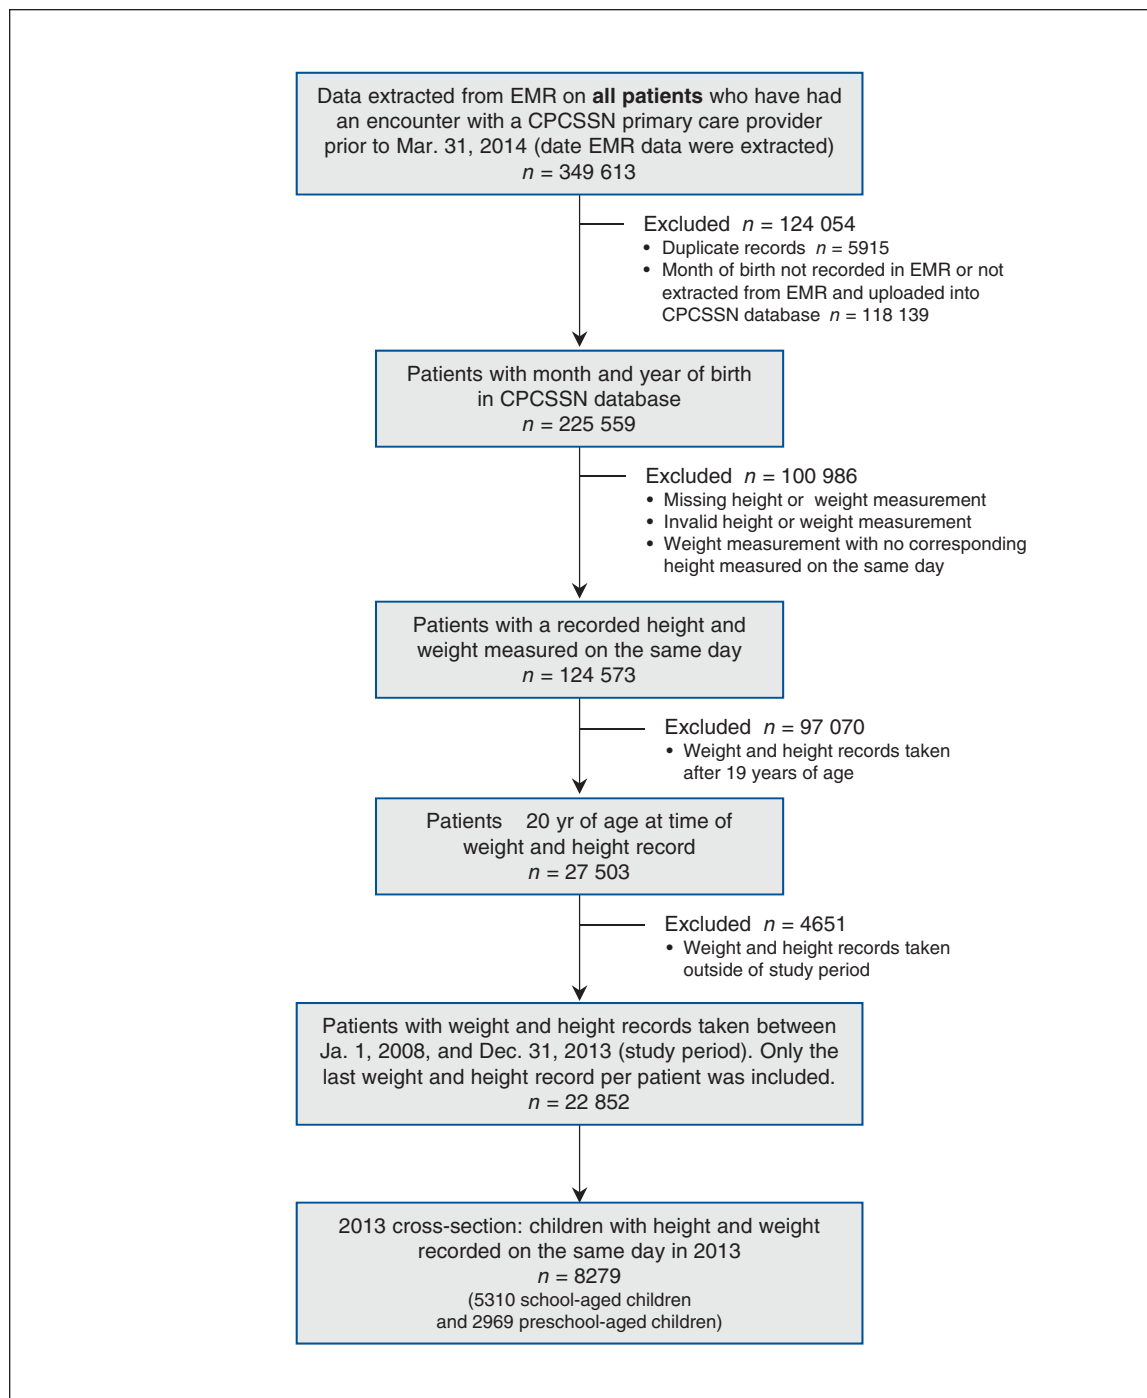 Data extracted from EMR on all patients who have had
an encounter with a CPCSSN primary care provider
prior to Mar. 31, 2014 (date EMR data were extracted)
n = 349 613
Excluded n = 124 054
• Duplicate records n = 5915
• Month of birth not recorded in EMR or not
extracted from EMR and uploaded into
CPCSSN database n = 118 139
Patients with month and year of birth
in CPCSSN database
n = 225 559
Excluded n = 100 986
• Missing height or weight measurement
• Invalid height or weight measurement
• Weight measurement with no corresponding
height measured on the same day
Patients with a recorded height and
weight measured on the same day
n = 124 573
Excluded n = 97 070
• Weight and height records taken
after 19 years of age
Patients 20 yr of age at time of
weight and height record
n = 27 503
Excluded n = 4651
• Weight and height records taken
outside of study period
Patients with weight and height records taken between
Ja. 1, 2008, and Dec. 31, 2013 (study period). Only the
last weight and height record per patient was included.
n = 22 852
2013 cross-section: children with height and weight
recorded on the same day in 2013
n = 8279
(5310 school-aged children
and 2969 preschool-aged children)